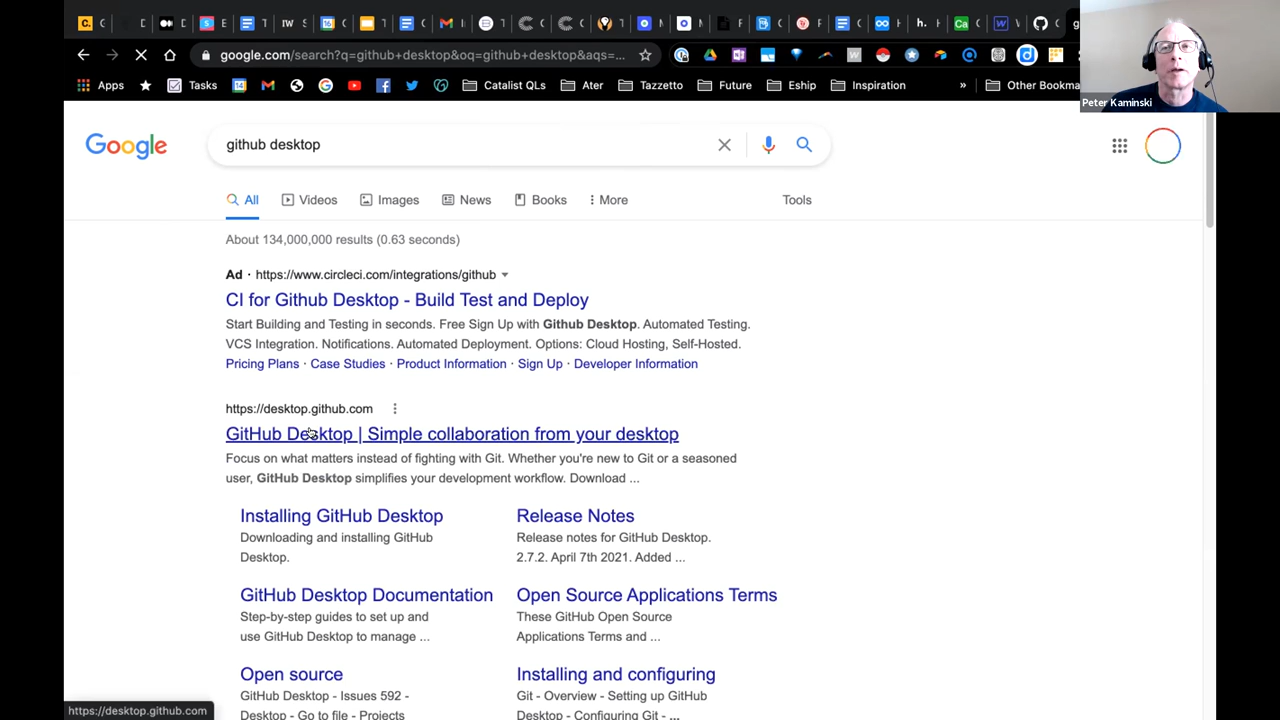 google.com/search?q=github+desktop&oq=github+desktop&aqs=...
Apps
Tasks
Catalist QLs
Ater
Tazzetto
Future
Eship
Inspiration
»
Other Bookma
Peter Kaminski
Google
github desktop
All
Videos
Images
News
Books
More
Tools
About 134,000,000 results (0.63 seconds)
Ad · https://www.circleci.com/integrations/github
CI for Github Desktop - Build Test and Deploy
Start Building and Testing in seconds. Free Sign Up with Github Desktop. Automated Testing.
VCS Integration. Notifications. Automated Deployment. Options: Cloud Hosting, Self-Hosted.
Pricing Plans · Case Studies · Product Information · Sign Up · Developer Information
https://desktop.github.com
GitHub Desktop | Simple collaboration from your desktop
Focus on what matters instead of fighting with Git. Whether you're new to Git or a seasoned
user, GitHub Desktop simplifies your development workflow. Download ...
Installing GitHub Desktop
Downloading and installing GitHub
Desktop.
Release Notes
Release notes for GitHub Desktop.
2.7.2. April 7th 2021. Added ...
GitHub Desktop Documentation
Step-by-step guides to set up and
use GitHub Desktop to manage ...
Open Source Applications Terms
These GitHub Open Source
Applications Terms and ...
Open source
GitHub Desktop - Issues 592 -
Desktop - Go to file - Projects
Installing and configuring
Git - Overview - Setting up GitHub
Desktop - Configuring Git - ...
https://desktop.github.com